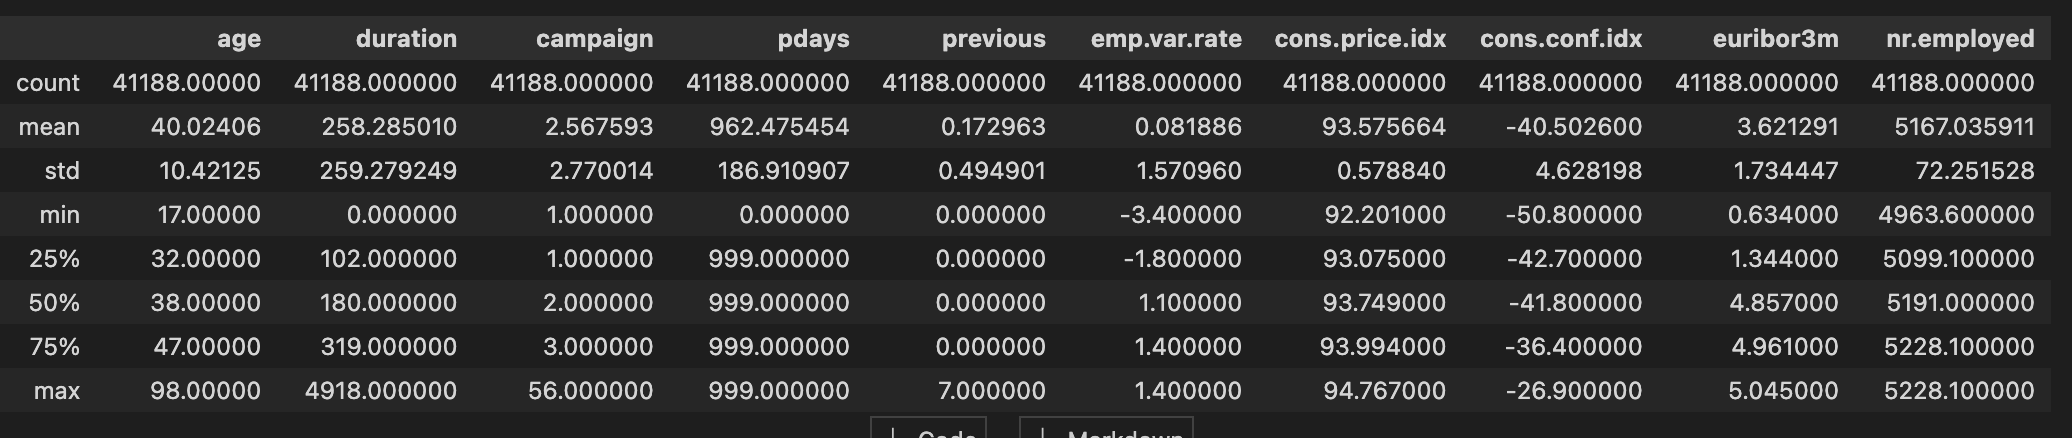 age duration campaign pdays previous emp.var.rate cons.price.idx cons.conf.idx euribor3m nr.employed
count 41188.00000 41188.000000 41188.000000 41188.000000 41188.000000 41188.000000 41188.000000 41188.000000 41188.000000 41188.000000
mean 40.02406 258.285010 2.567593 962.475454 0.172963 0.081886 93.575664 -40.502600 3.621291 5167.035911
std 10.42125 259.279249 2.770014 186.910907 0.494901 1.570960 0.578840 4.628198 1.734447 72.251528
min 17.00000 0.000000 1.000000 0.000000 0.000000 -3.400000 92.201000 -50.800000 0.634000 4963.600000
25% 32.00000 102.000000 1.000000 999.000000 0.000000 -1.800000 93.075000 -42.700000 1.344000 5099.100000
50% 38.00000 180.000000 2.000000 999.000000 0.000000 1.100000 93.749000 -41.800000 4.857000 5191.000000
75% 47.00000 319.000000 3.000000 999.000000 0.000000 1.400000 93.994000 -36.400000 4.961000 5228.100000
max 98.00000 4918.000000 56.000000 999.000000 7.000000 1.400000 94.767000 -26.900000 5.045000 5228.100000
Code Markdown